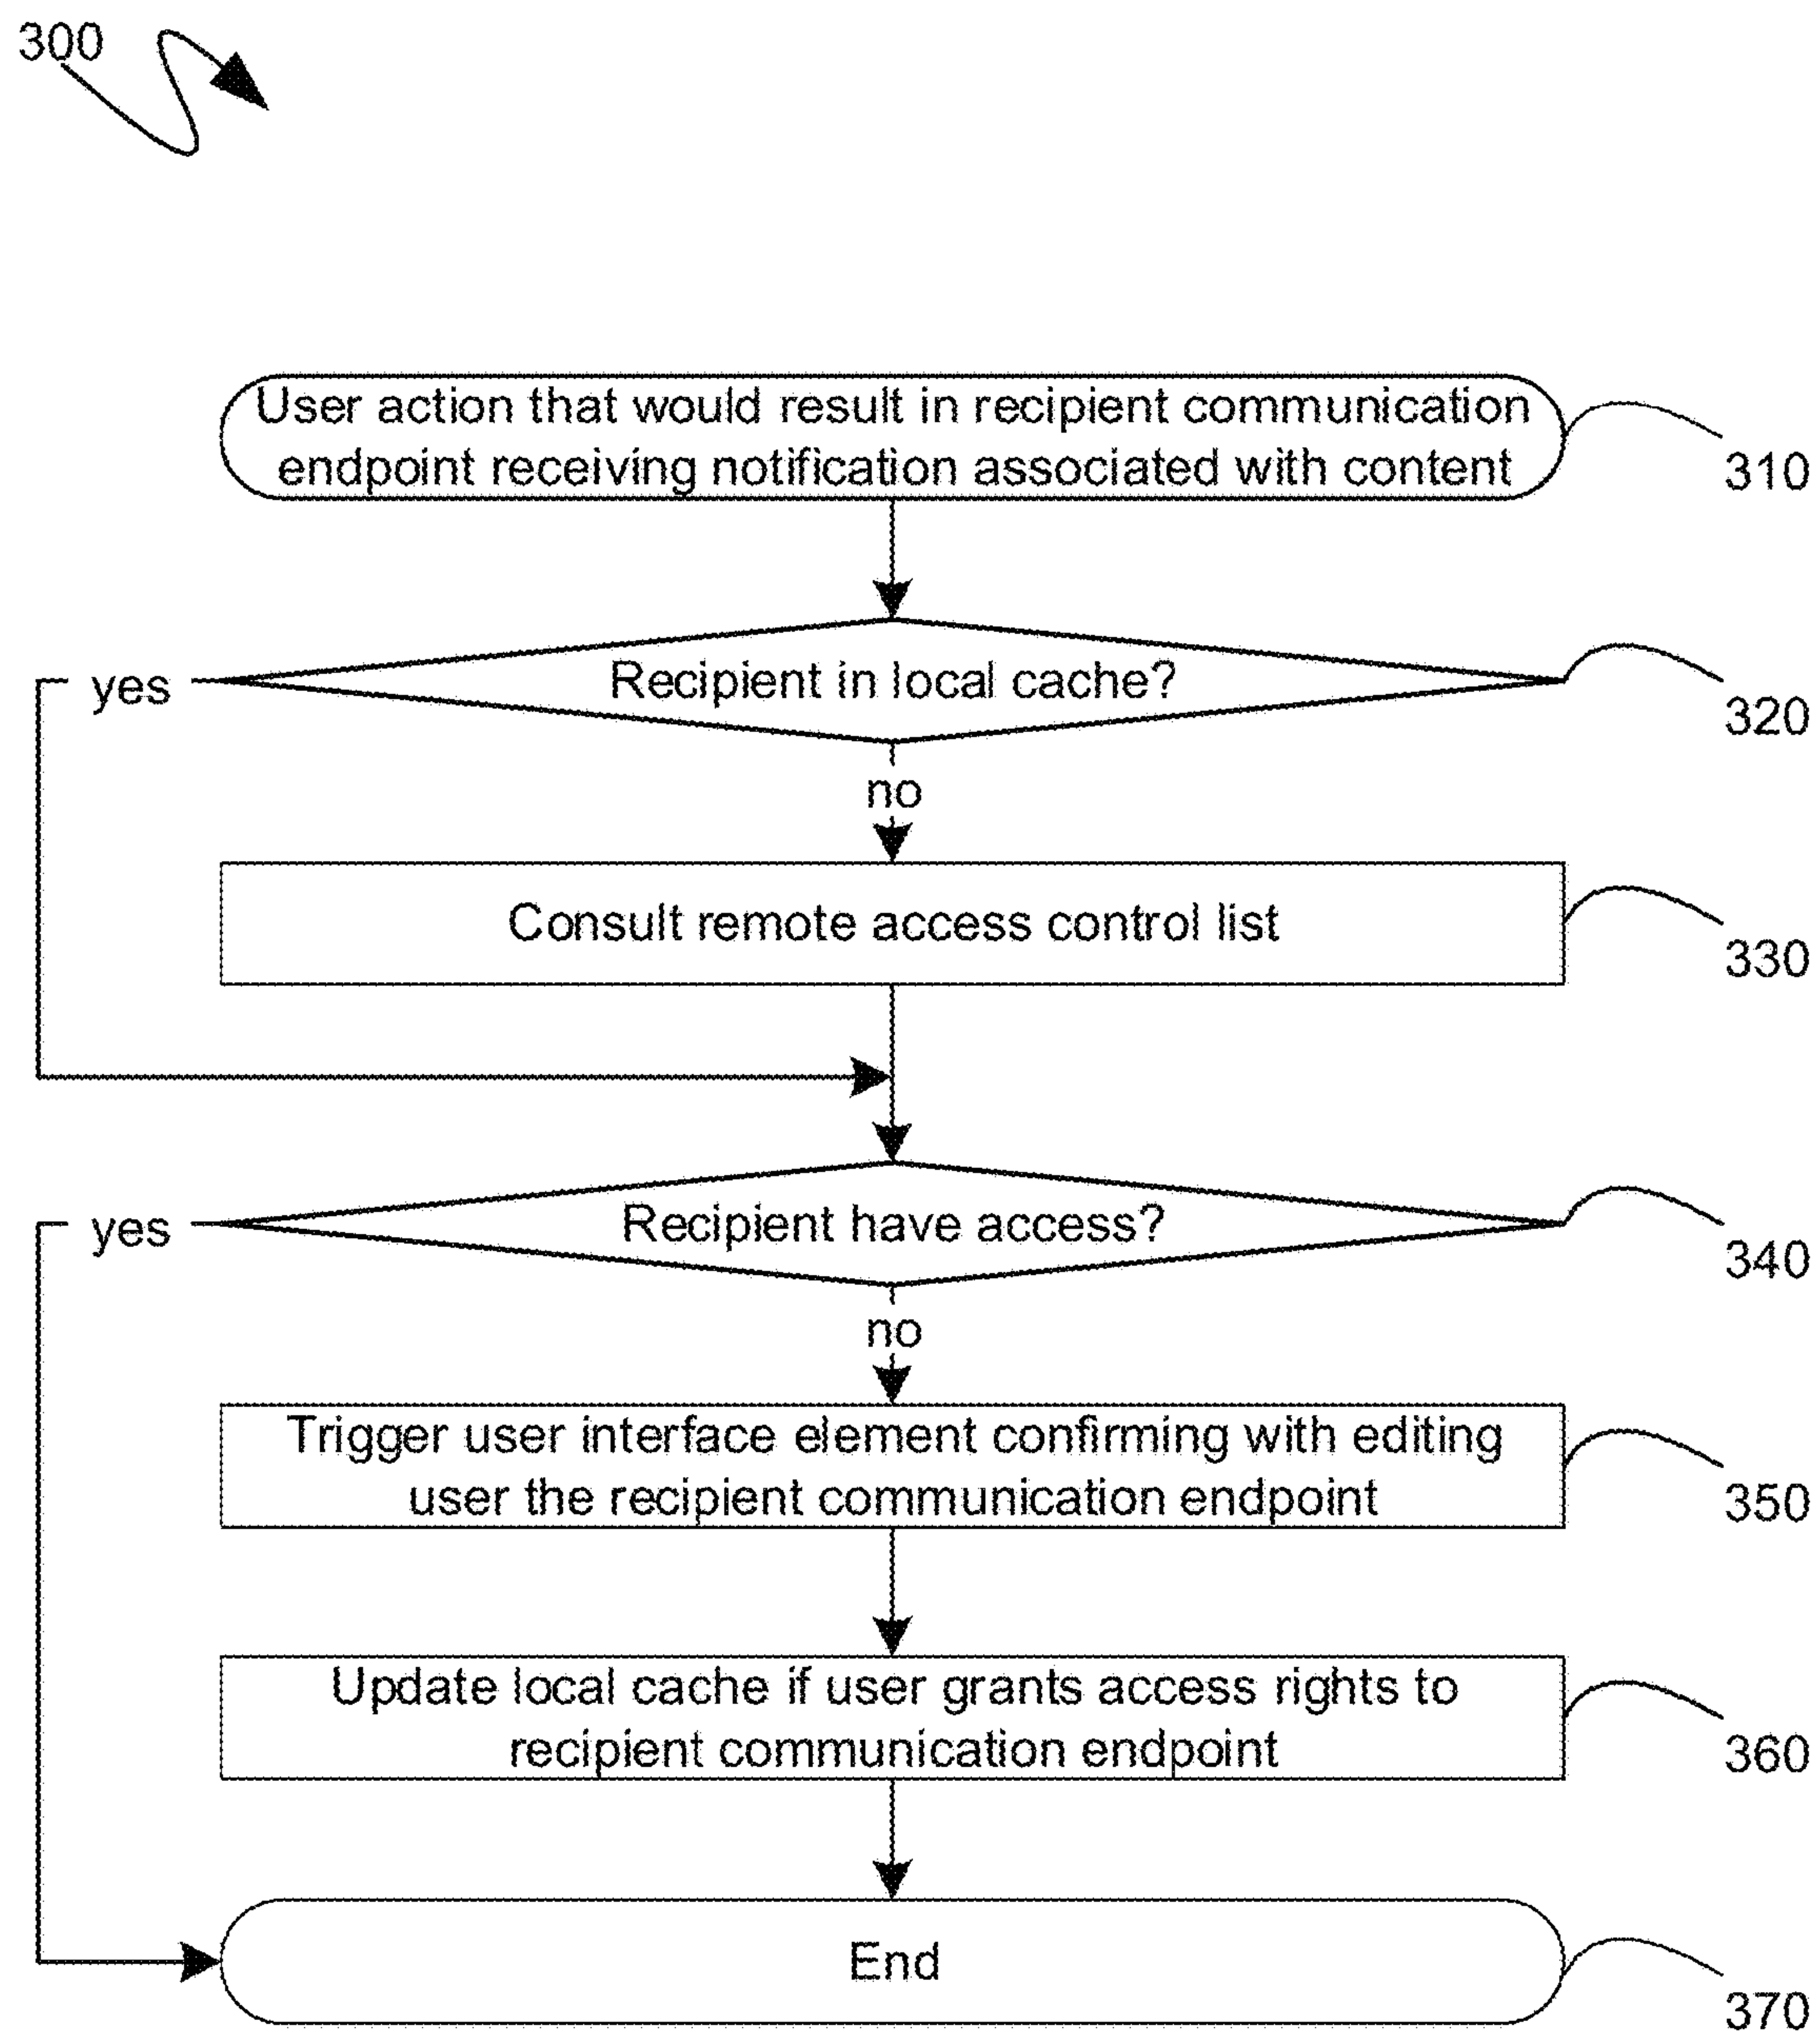 300
User action that would result in recipient communication
endpoint receiving notification associated with content
310
yes
Recipient in local cache?
320
no
Consult remote access control list
330
yes
Recipient have access?
340
no
Trigger user interface element confirming with editing
user the recipient communication endpoint
350
Update local cache if user grants access rights to
recipient communication endpoint
360
End
370